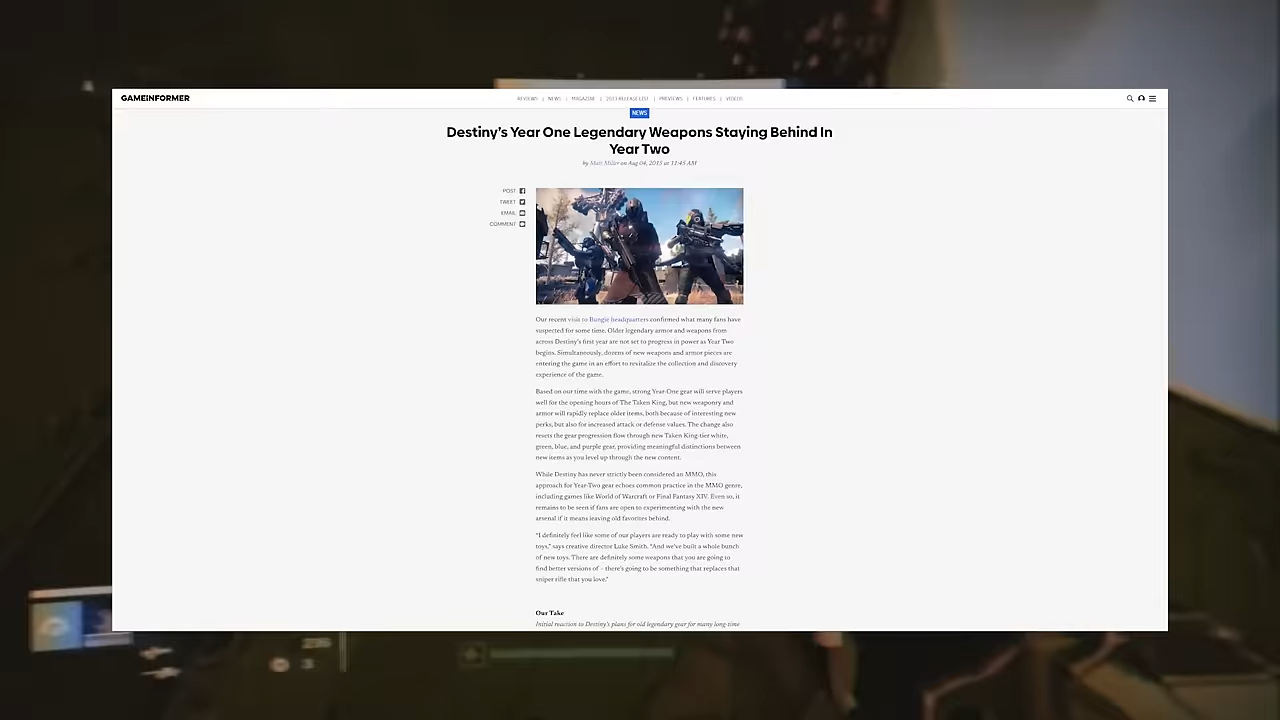 GAMEINFORMER
REVIEWS | NEWS | MAGAZINE | 2023 RELEASE LIST | PREVIEWS | FEATURES | VIDEOS
NEWS
Destiny's Year One Legendary Weapons Staying Behind In
Year Two
by Matt Miller on Aug 04, 2015 at 11:45 AM
POST
TWEET
EMAIL
COMMENT
Our recent visit to Bungie headquarters confirmed what many fans have
suspected for some time. Older legendary armor and weapons from
across Destiny's first year are not set to progress in power as Year Two
begins. Simultaneously, dozens of new weapons and armor pieces are
entering the game in an effort to revitalize the collection and discovery
experience of the game.
Based on our time with the game, strong Year-One gear will serve players
well for the opening hours of The Taken King, but new weaponry and
armor will rapidly replace older items, both because of interesting new
perks, but also for increased attack or defense values. The change also
resets the gear progression flow through new Taken King-tier white,
green, blue, and purple gear, providing meaningful distinctions between
new items as you level up through the new content.
While Destiny has never strictly been considered an MMO, this
approach for Year-Two gear echoes common practice in the MMO genre,
including games like World of Warcraft or Final Fantasy XIV. Even so, it
remains to be seen if fans are open to experimenting with the new
arsenal if it means leaving old favorites behind.
"I definitely feel like some of our players are ready to play with some new
toys," says creative director Luke Smith. "And we've built a whole bunch
of new toys. There are definitely some weapons that you are going to
find better versions of – there's going to be something that replaces that
sniper rifle that you love."
Our Take
Initial reaction to Destiny's plans for old legendary gear for many long-time